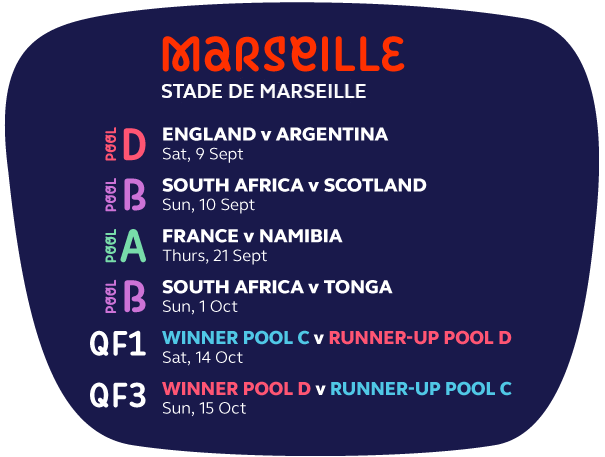 MARSEILLE
STADE DE MARSEILLE
POOL D ENGLAND v ARGENTINA
Sat, 9 Sept
POOL B SOUTH AFRICA v SCOTLAND
Sun, 10 Sept
POOL A FRANCE v NAMIBIA
Thurs, 21 Sept
POOL B SOUTH AFRICA v TONGA
Sun, 1 Oct
QF1 WINNER POOL C v RUNNER-UP POOL D
Sat, 14 Oct
QF3 WINNER POOL D v RUNNER-UP POOL C
Sun, 15 Oct